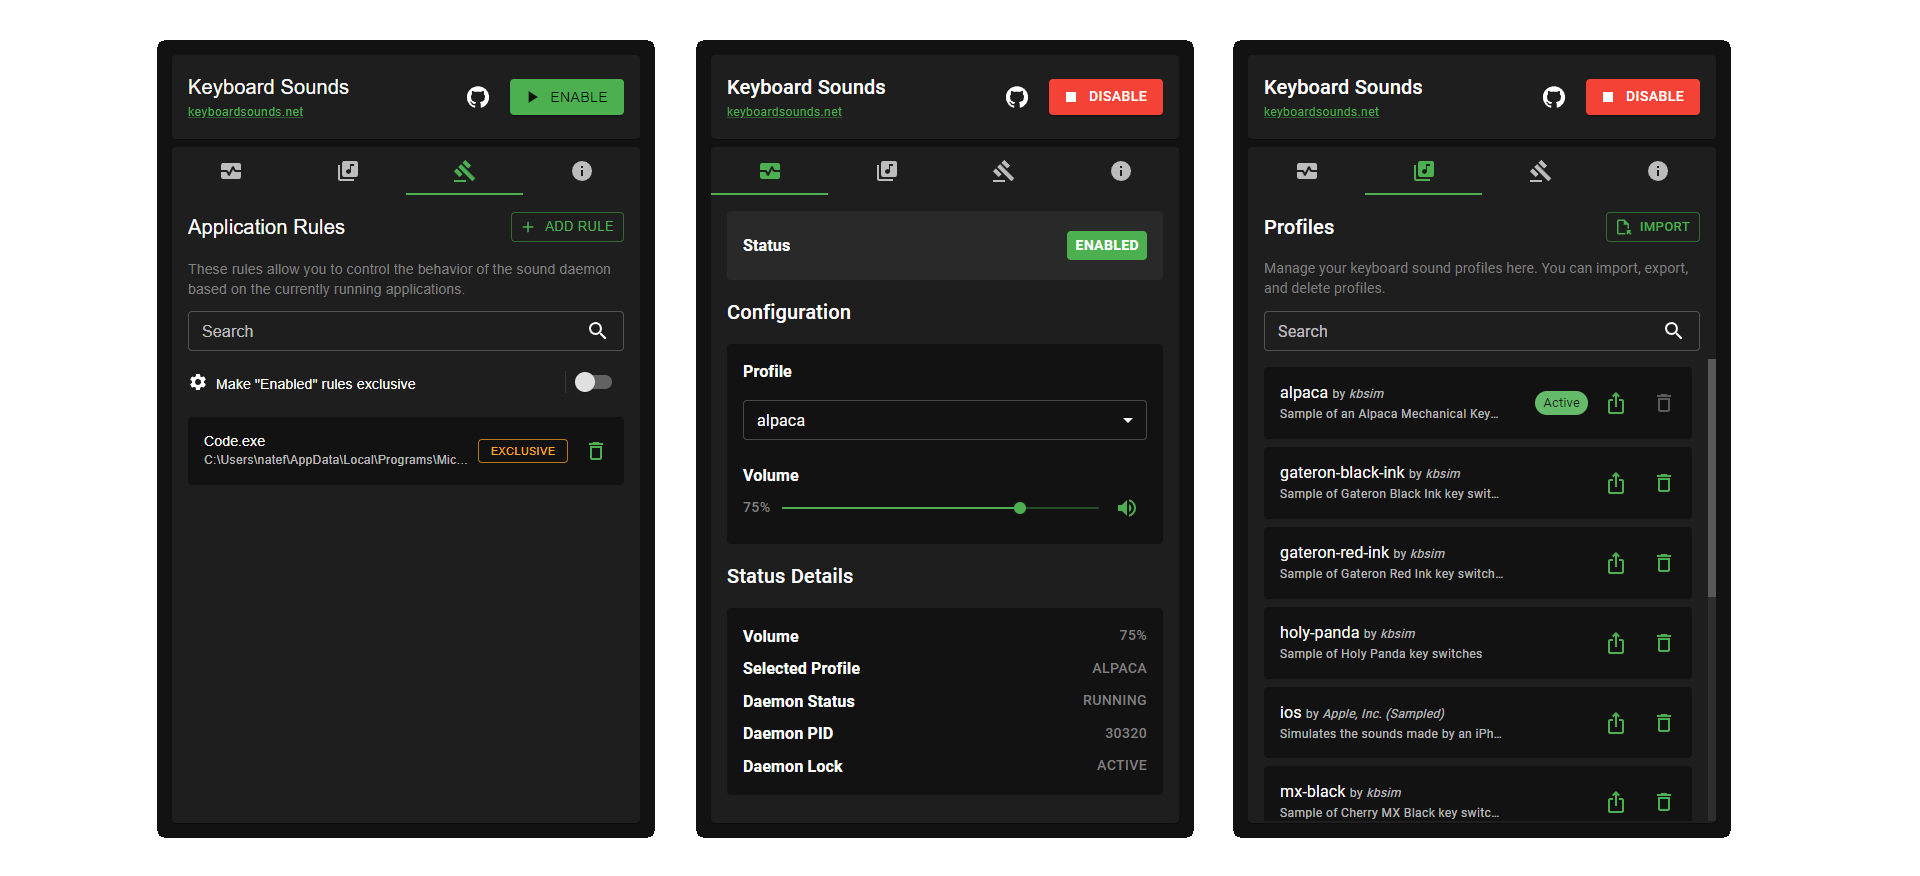 Keyboard Sounds
keyboardsounds.net
ENABLE
Application Rules
ADD RULE
These rules allow you to control the behavior of the sound daemon
based on the currently running applications.
Search
Make "Enabled" rules exclusive
Code.exe
C:\Users\natef\AppData\Local\Programs\Mic...
EXCLUSIVE
Keyboard Sounds
keyboardsounds.net
DISABLE
Status
ENABLED
Configuration
Profile
alpaca
Volume
75%
Status Details
Volume 75%
Selected Profile ALPACA
Daemon Status RUNNING
Daemon PID 30320
Daemon Lock ACTIVE
Keyboard Sounds
keyboardsounds.net
DISABLE
Profiles
IMPORT
Manage your keyboard sound profiles here. You can import, export,
and delete profiles.
Search
alpaca by kbsim
Sample of an Alpaca Mechanical Key...
Active
gateron-black-ink by kbsim
Sample of Gateron Black Ink key swit...
gateron-red-ink by kbsim
Sample of Gateron Red Ink key switch...
holy-panda by kbsim
Sample of Holy Panda key switches
ios by Apple, Inc. (Sampled)
Simulates the sounds made by an iPh...
mx-black by kbsim
Sample of Cherry MX Black key switc...